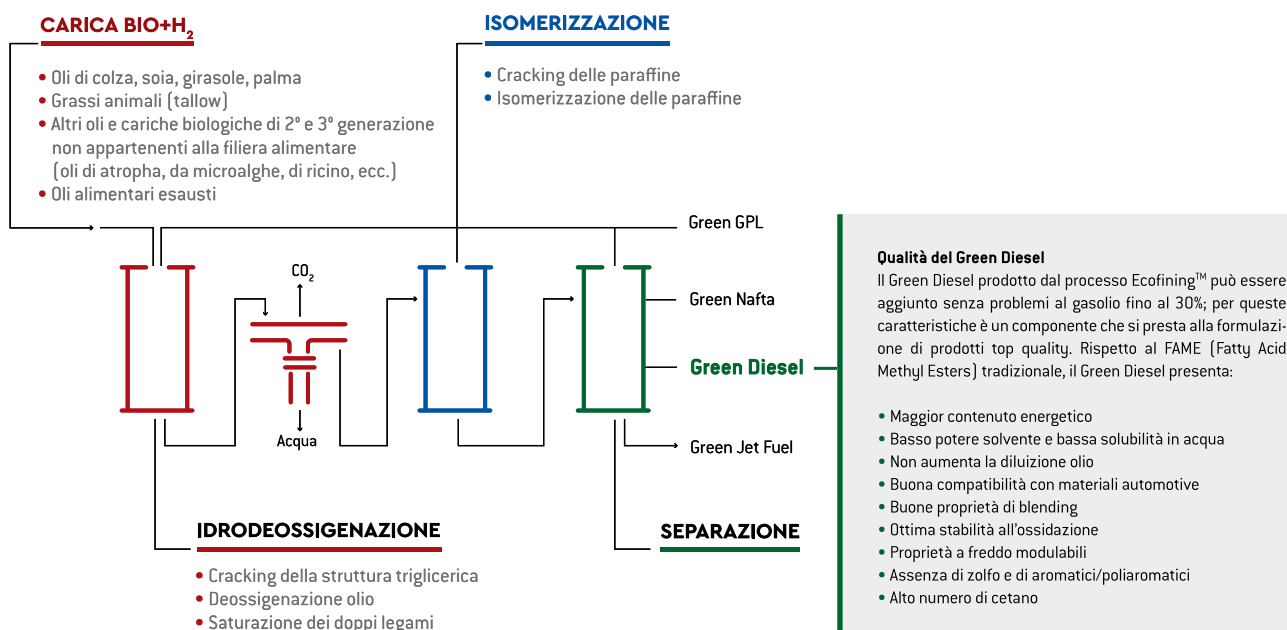 CARICA BIO+H2
• Oli di colza, soia, girasole, palma
• Grassi animali (tallow)
• Altri oli e cariche biologiche di 2° e 3° generazione
non appartenenti alla filiera alimentare
(oli di atropha, da microalghe, di ricino, ecc.)
• Oli alimentari esausti
ISOMERIZZAZIONE
• Cracking delle paraffine
• Isomerizzazione delle paraffine
CO2
Acqua
Green GPL
Green Nafta
Green Diesel
Green Jet Fuel
IDRODEOSSIGENAZIONE
• Cracking della struttura triglicerica
• Deossigenazione olio
• Saturazione dei doppi legami
SEPARAZIONE
Qualità del Green Diesel
Il Green Diesel prodotto dal processo Ecofining™ può essere
aggiunto senza problemi al gasolio fino al 30%; per queste
caratteristiche è un componente che si presta alla formulazi-
one di prodotti top quality. Rispetto al FAME (Fatty Acid
Methyl Esters) tradizionale, il Green Diesel presenta:
• Maggior contenuto energetico
• Basso potere solvente e bassa solubilità in acqua
• Non aumenta la diluizione olio
• Buona compatibilità con materiali automotive
• Buone proprietà di blending
• Ottima stabilità all'ossidazione
• Proprietà a freddo modulabili
• Assenza di zolfo e di aromatici/poliaromatici
• Alto numero di cetano